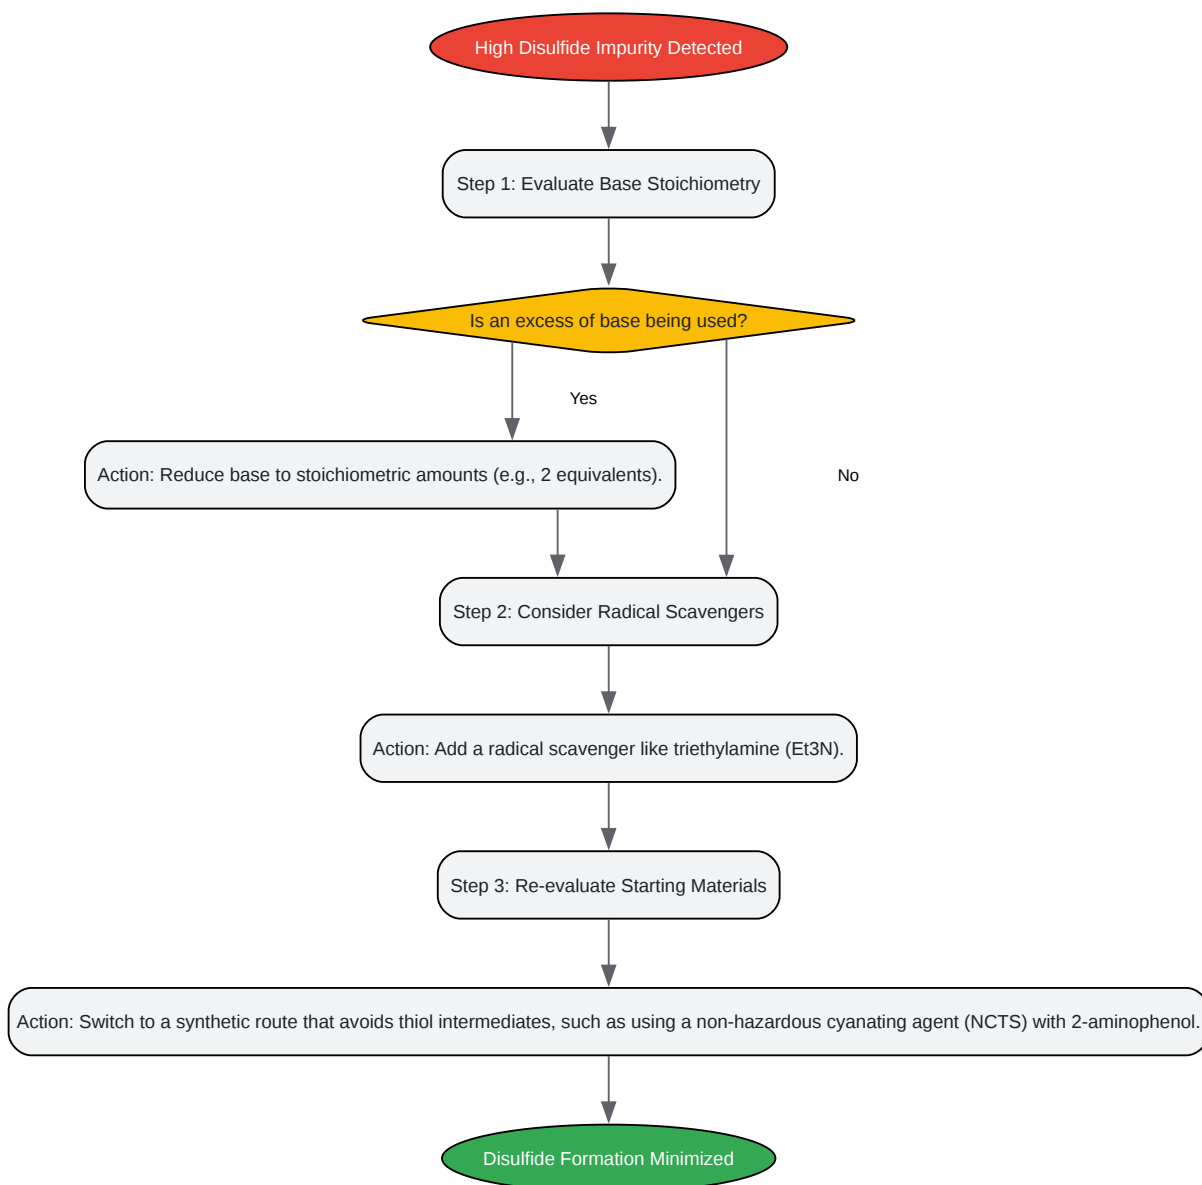 High Disulfide Impurity Detected
Step 1: Evaluate Base Stoichiometry
Is an excess of base being used?
Yes
Action: Reduce base to stoichiometric amounts (e.g., 2 equivalents).
No
Step 2: Consider Radical Scavengers
Action: Add a radical scavenger like triethylamine (Et3N).
Step 3: Re-evaluate Starting Materials
Action: Switch to a synthetic route that avoids thiol intermediates, such as using a non-hazardous cyanating agent (NCTS) with 2-aminophenol.
Disulfide Formation Minimized